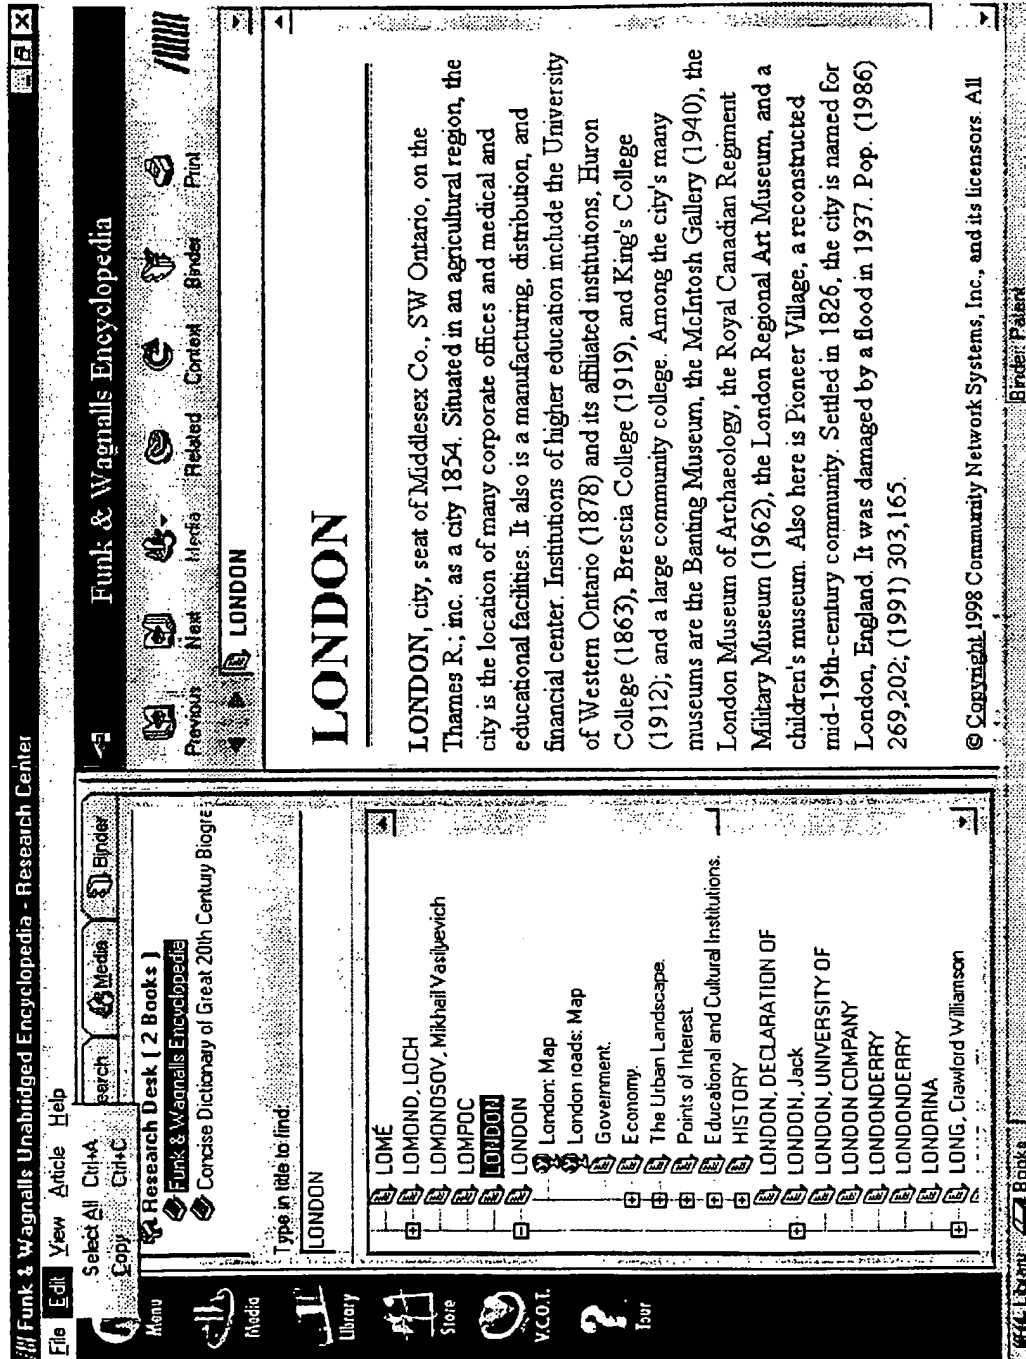 Funk & Wagnalls Unabridged Encyclopedia - Research Center
File Edit View Article Help
Select All Ctrl+A
Copy Ctrl+C
earch Media Binder
Menu
Media
Library
Store
V.C.O.T.
Tour
Research Desk ( 2 Books )
Funk & Wagnalls Encyclopedia
Concise Dictionary of Great 20th Century Biogre
Type in title to find:
LONDON
LOMÉ
LOMOND, LOCH
LOMONOSOV, Mikhail Vasilyevich
LOMPOC
LONDON
LONDON
London: Map
London roads: Map
Government.
Economy.
The Urban Landscape.
Points of Interest.
Educational and Cultural Institutions.
HISTORY
LONDON, DECLARATION OF
LONDON, Jack
LONDON, UNIVERSITY OF
LONDON COMPANY
LONDONDERRY
LONDONDERRY
LONDRINA
LONG, Crawford Williamson
Funk & Wagnalls Encyclopedia
Previous Next Media Related Context Binder Print
LONDON
LONDON
LONDON, city, seat of Middlesex Co., SW Ontario, on the
Thames R.; inc. as a city 1854. Situated in an agricultural region, the
city is the location of many corporate offices and medical and
educational facilities. It also is a manufacturing, distribution, and
financial center. Institutions of higher education include the University
of Western Ontario (1878) and its affiliated institutions, Huron
College (1863), Brescia College (1919), and King's College
(1912); and a large community college. Among the city's many
museums are the Banting Museum, the McIntosh Gallery (1940), the
London Museum of Archaeology, the Royal Canadian Regiment
Military Museum (1962), the London Regional Art Museum, and a
children's museum. Also here is Pioneer Village, a reconstructed
mid-19th-century community. Settled in 1826, the city is named for
London, England. It was damaged by a flood in 1937. Pop. (1986)
269,202; (1991) 303,165.
© Copyright 1998 Community Network Systems, Inc., and its licensors. All
Library Books
Binder: Patent